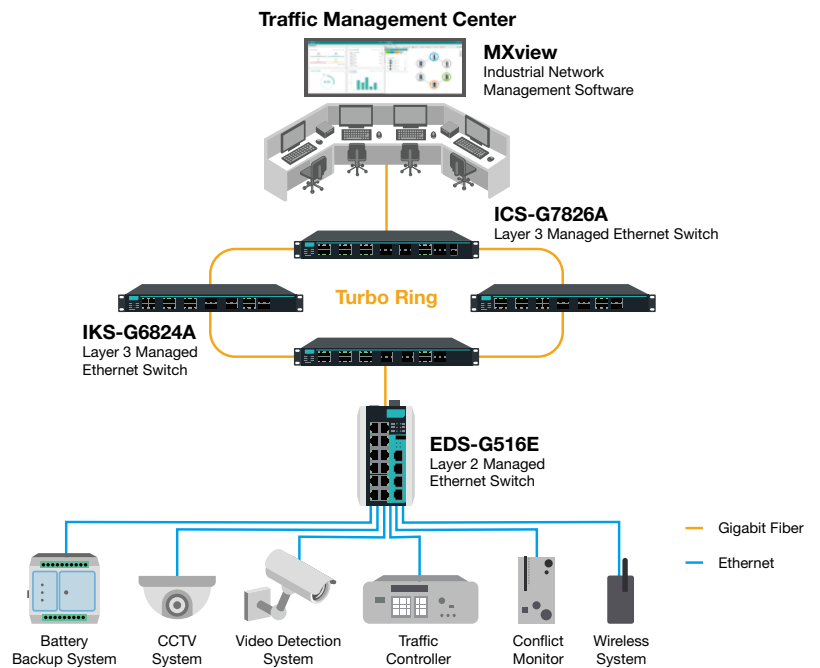 Traffic Management Center
MXview
Industrial Network
Management Software
ICS-G7826A
Layer 3 Managed Ethernet Switch
Turbo Ring
IKS-G6824A
Layer 3 Managed
Ethernet Switch
EDS-G516E
Layer 2 Managed
Ethernet Switch
Gigabit Fiber
Ethernet
Battery
Backup System
CCTV
System
Video Detection
System
Traffic
Controller
Conflict
Monitor
Wireless
System